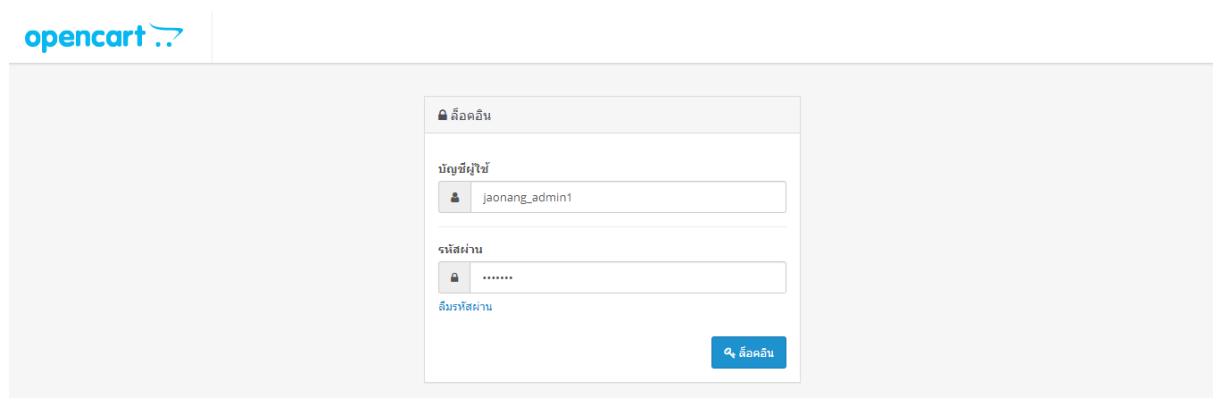 opencart
ล็อคอิน
บัญชีผู้ใช้
jaonang_admin1
รหัสผ่าน
•••••••
ลืมรหัสผ่าน
ล็อคอิน